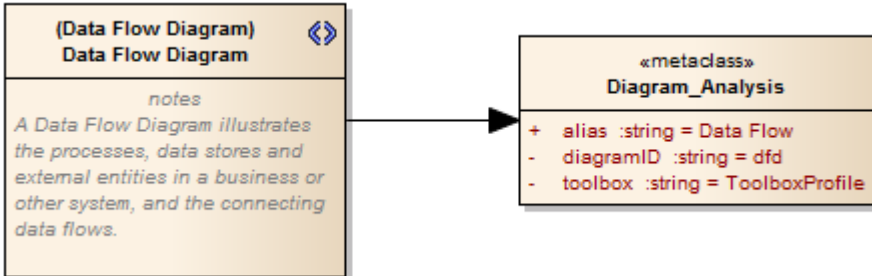 (Data Flow Diagram)
Data Flow Diagram
notes
A Data Flow Diagram illustrates
the processes, data stores and
external entities in a business or
other system, and the connecting
data flows.
«metaclass»
Diagram_Analysis
+ alias :string = Data Flow
- diagramID :string = dfd
- toolbox :string = ToolboxProfile